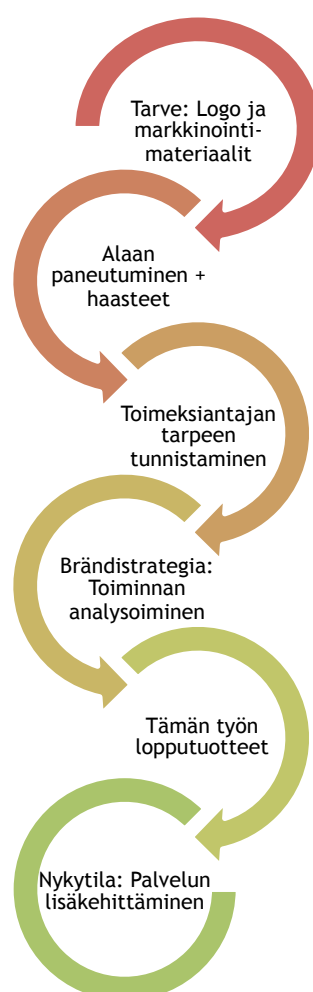 Tarve: Logo ja
markkinointi-
materiaalit
Alaan
paneutuminen +
haasteet
Toimeksiantajan
tarpeen
tunnistaminen
Brändistrategia:
Toiminnan
analysoiminen
Tämän työn
lopputuotteet
Nykytila: Palvelun
lisäkehittäminen